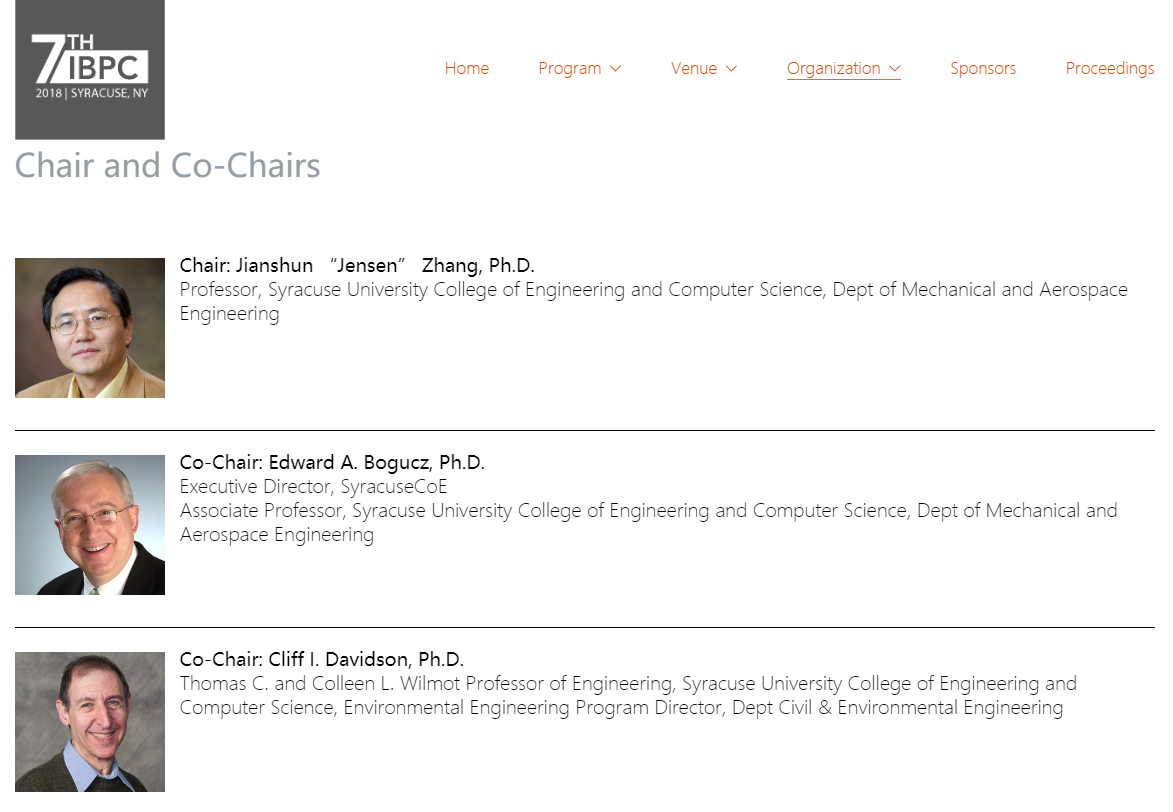 7TH
IBPC
2018 | SYRACUSE, NY
Home Program Venue Organization Sponsors Proceedings
Chair and Co-Chairs
Chair: Jianshun “Jensen” Zhang, Ph.D.
Professor, Syracuse University College of Engineering and Computer Science, Dept of Mechanical and Aerospace
Engineering
Co-Chair: Edward A. Bogucz, Ph.D.
Executive Director, SyracuseCoE
Associate Professor, Syracuse University College of Engineering and Computer Science, Dept of Mechanical and
Aerospace Engineering
Co-Chair: Cliff I. Davidson, Ph.D.
Thomas C. and Colleen L. Wilmot Professor of Engineering, Syracuse University College of Engineering and
Computer Science, Environmental Engineering Program Director, Dept Civil & Environmental Engineering